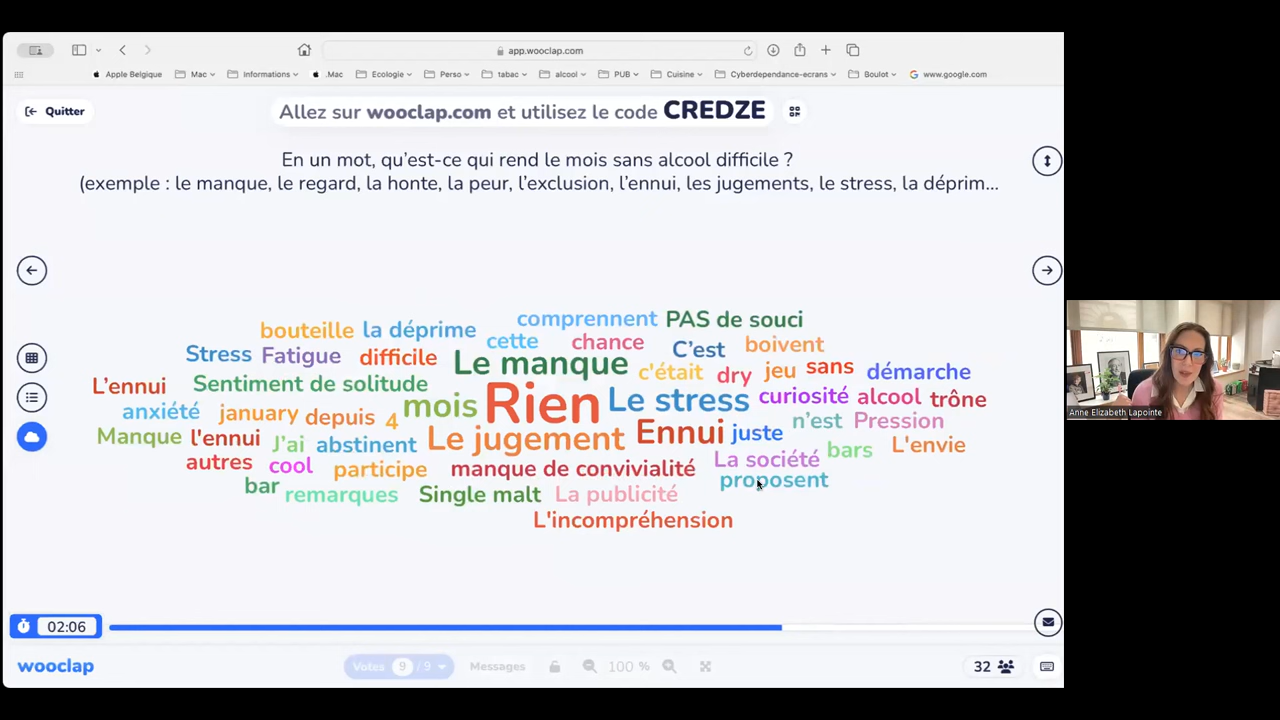 app.wooclap.com
Apple Belgique Mac Informations .Mac Ecologie Perso tabac alcool PUB Cuisine Cyberdependance-ecrans Boulot www.google.com
Quitter
Allez sur wooclap.com et utilisez le code CREDZE
En un mot, qu'est-ce qui rend le mois sans alcool difficile ?
(exemple : le manque, le regard, la honte, la peur, l'exclusion, l'ennui, les jugements, le stress, la déprim...
comprennent PAS de souci
bouteille la déprime cette chance C'est boivent
Stress Fatigue difficile Le manque c'était dry jeu sans démarche
L'ennui Sentiment de solitude mois Rien Le stress curiosité alcool trône
anxiété january depuis 4 Le jugement Ennui juste n'est Pression
Manque l'ennui J'ai abstinent La société bars L'envie
autres cool participe manque de convivialité proposent
bar remarques Single malt La publicité
L'incompréhension
Anne Elizabeth Lapointe
02:06
wooclap Votes 9 / 9 Messages 100 % 32